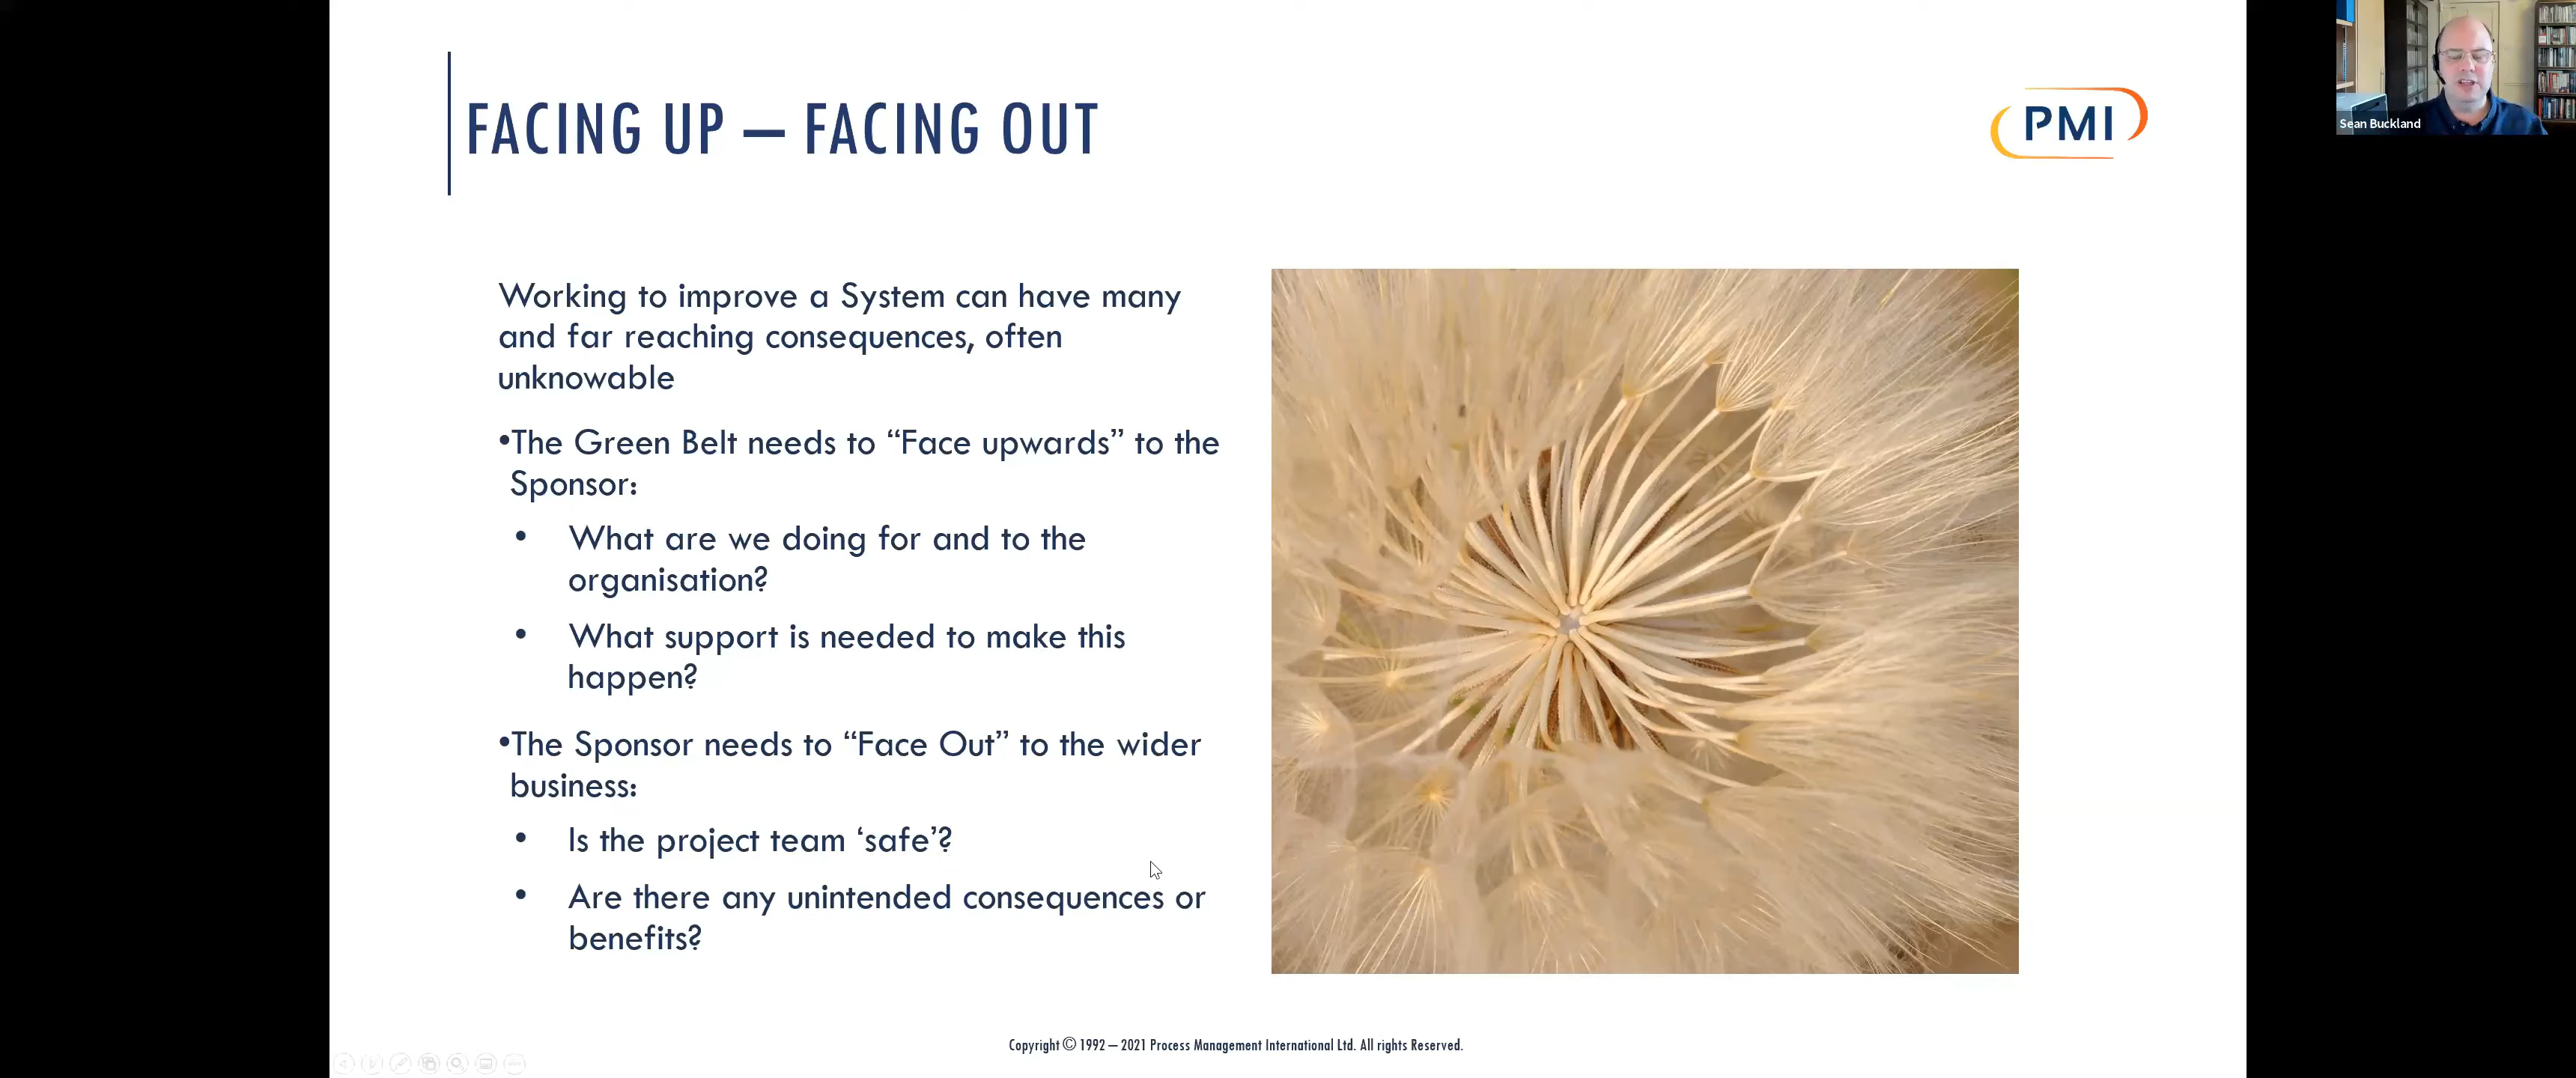 FACING UP – FACING OUT
PMI
Sean Buckland
Working to improve a System can have many
and far reaching consequences, often
unknowable
•The Green Belt needs to “Face upwards” to the
Sponsor:
• What are we doing for and to the
organisation?
• What support is needed to make this
happen?
•The Sponsor needs to “Face Out” to the wider
business:
• Is the project team ‘safe’?
• Are there any unintended consequences or
benefits?
Copyright © 1992 – 2021 Process Management International Ltd. All rights Reserved.